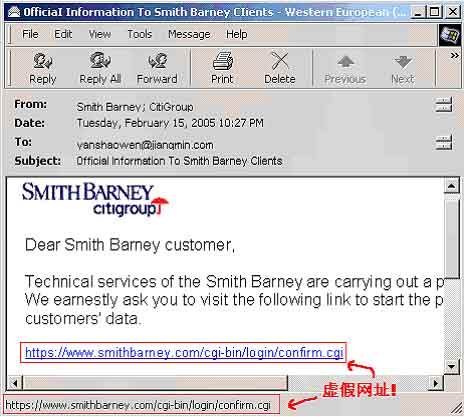 OfficiaI Information To Smith Barney CIients - Western European (...
File Edit View Tools Message Help
Reply Reply All Forward Print Delete Previous Next
From: Smith Barney; CitiGroup
Date: Tuesday, February 15, 2005 10:27 PM
To: yanshaowen@jiangmin.com
Subject: Official Information To Smith Barney Clients
SMITH BARNEY
citigroup
Dear Smith Barney customer,
Technical services of the Smith Barney are carrying out a p
We earnestly ask you to visit the following link to start the p
customers' data.
https://www.smithbarney.com/cgi-bin/login/confirm.cgi
虚假网址!
https://www.smithbarney.com/cgi-bin/login/confirm.cgi